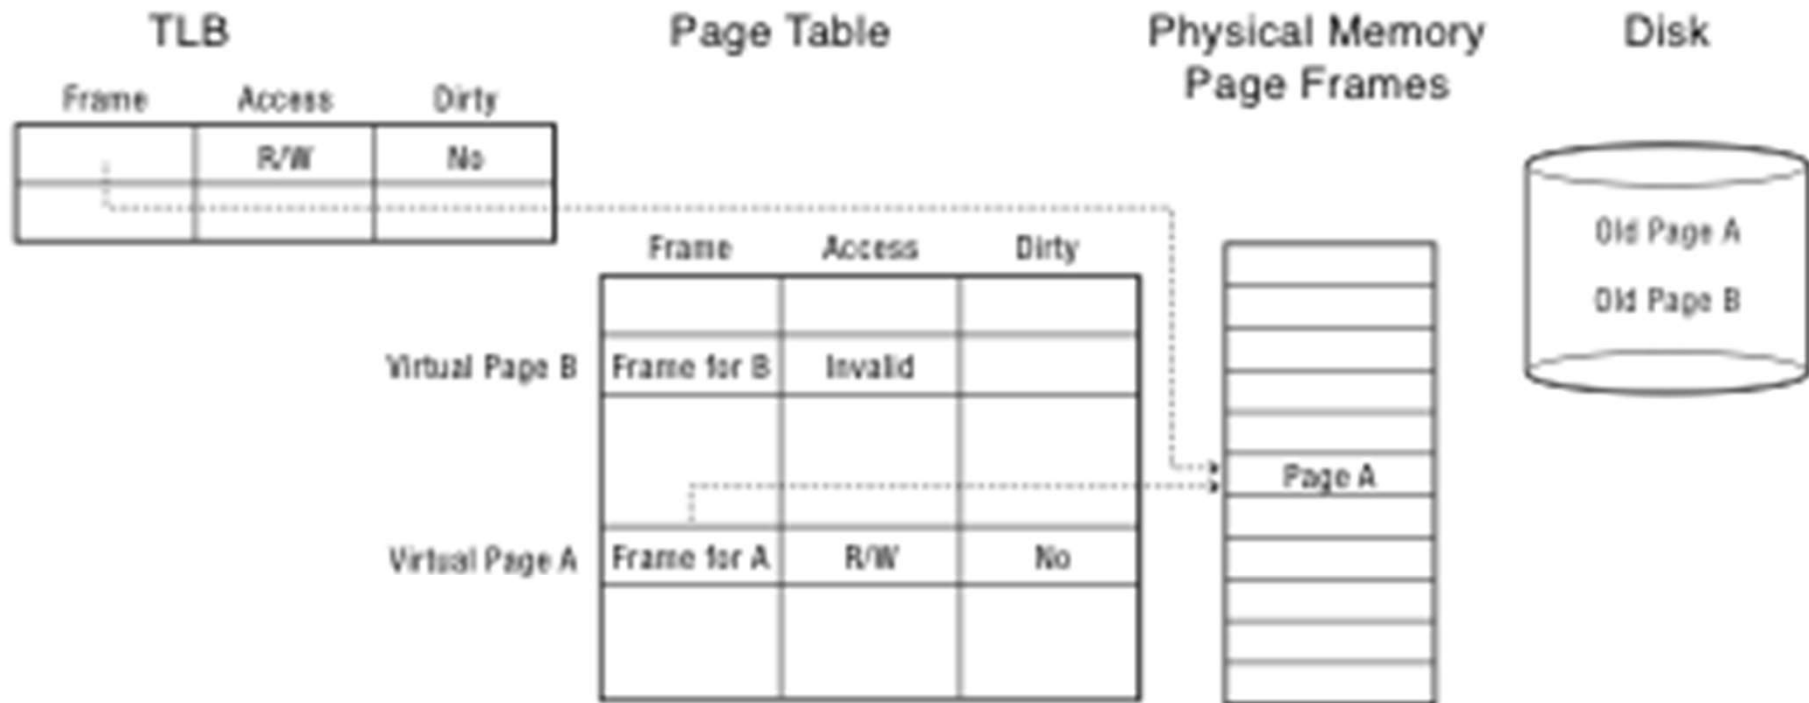 TLB
Page Table
Physical Memory
Page Frames
Disk
Frame Access Dirty
R/W No
Frame Access Dirty
Virtual Page B Frame for B Invalid
Virtual Page A Frame for A R/W No
Page A
Old Page A
Old Page B